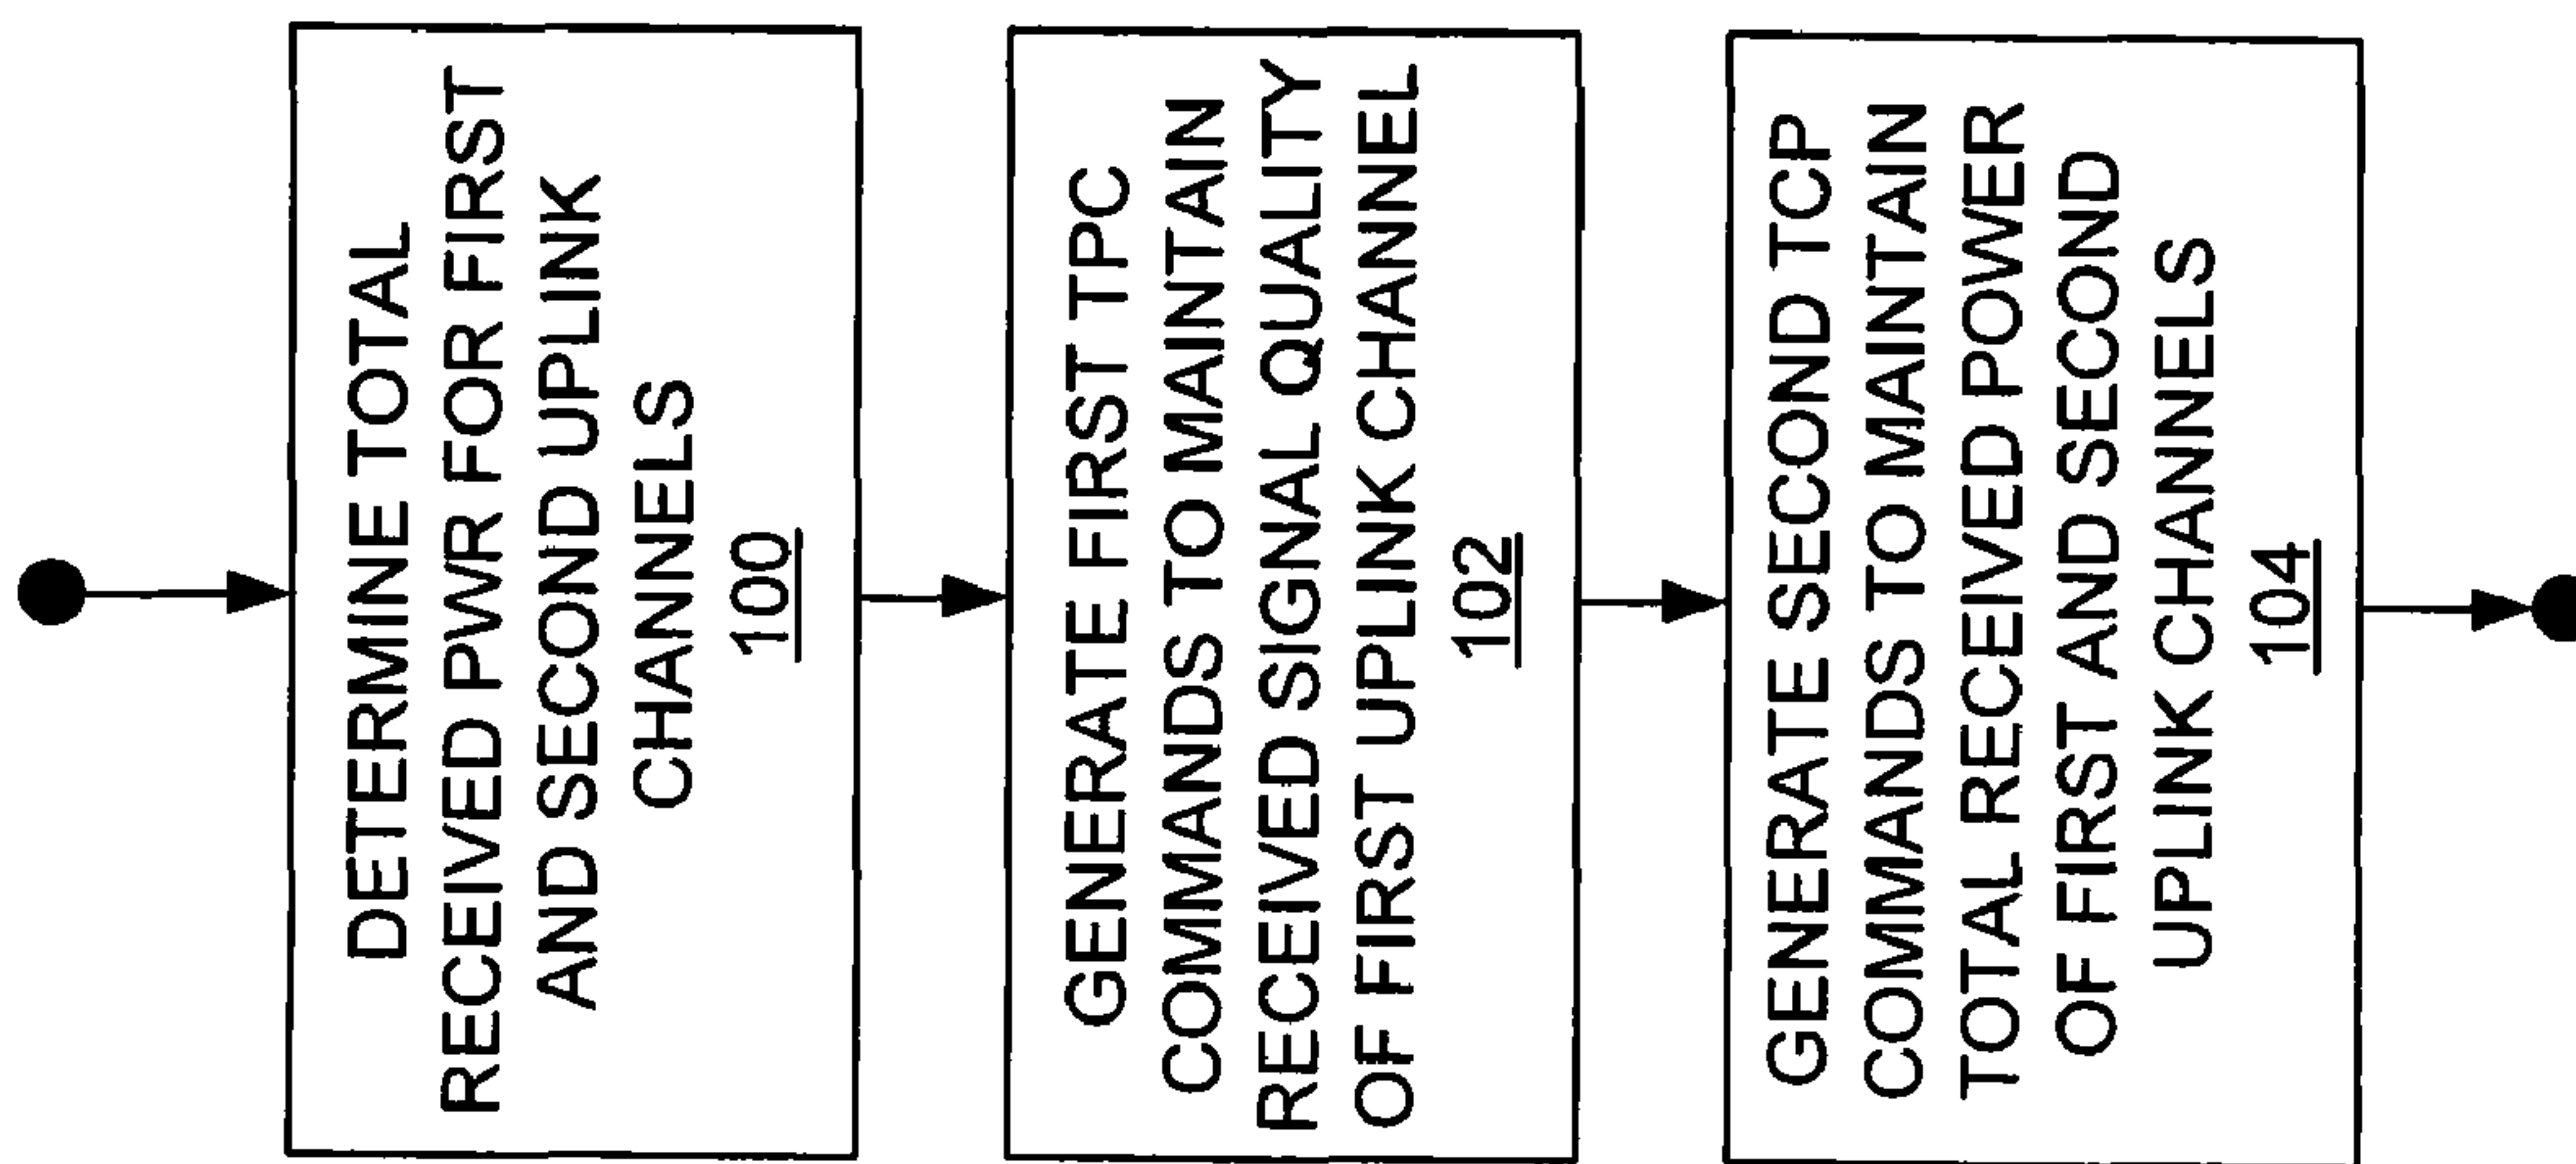 DETERMINE TOTAL
RECEIVED PWR FOR FIRST
AND SECOND UPLINK
CHANNELS
100
GENERATE FIRST TPC
COMMANDS TO MAINTAIN
RECEIVED SIGNAL QUALITY
OF FIRST UPLINK CHANNEL
102
GENERATE SECOND TCP
COMMANDS TO MAINTAIN
TOTAL RECEIVED POWER
OF FIRST AND SECOND
UPLINK CHANNELS
104